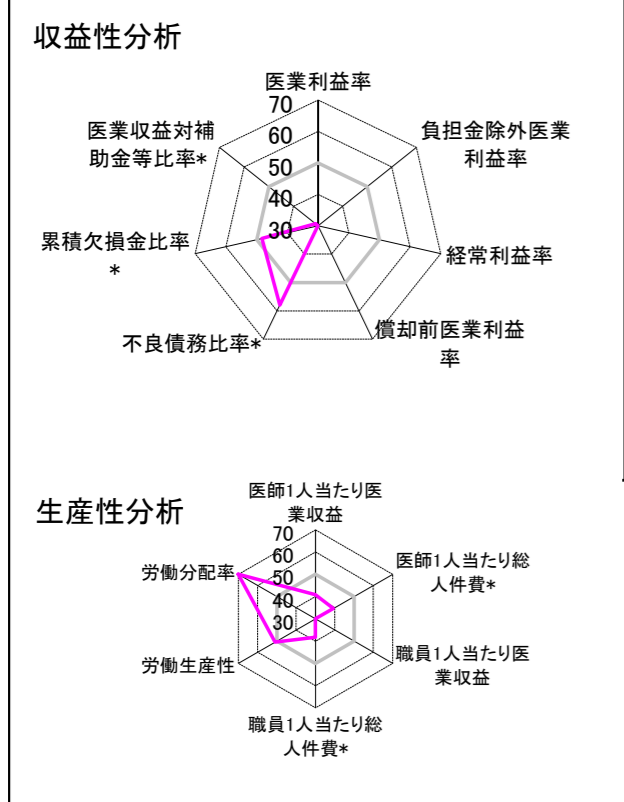 収益性分析
医業利益率
70
60
50
40
30
負担金除外医業
利益率
経常利益率
償却前医業利益
率
不良債務比率*
累積欠損金比率
*
医業収益対補
助金等比率*
生産性分析
医師1人当たり医
業収益
70
60
50
40
30
医師1人当たり総
人件費*
職員1人当たり医
業収益
職員1人当たり総
人件費*
労働生産性
労働分配率